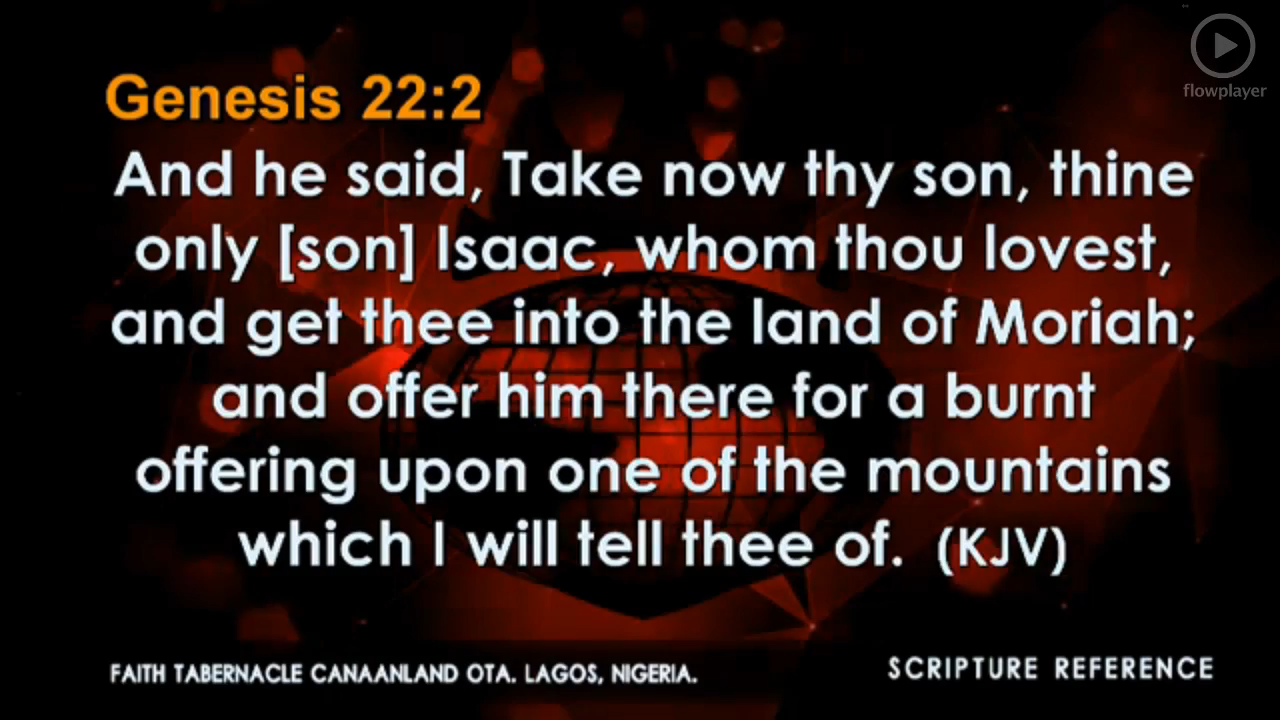 flowplayer
Genesis 22:2
And he said, Take now thy son, thine
only [son] Isaac, whom thou lovest,
and get thee into the land of Moriah;
and offer him there for a burnt
offering upon one of the mountains
which I will tell thee of. (KJV)
FAITH TABERNACLE CANAANLAND OTA. LAGOS, NIGERIA.
SCRIPTURE REFERENCE